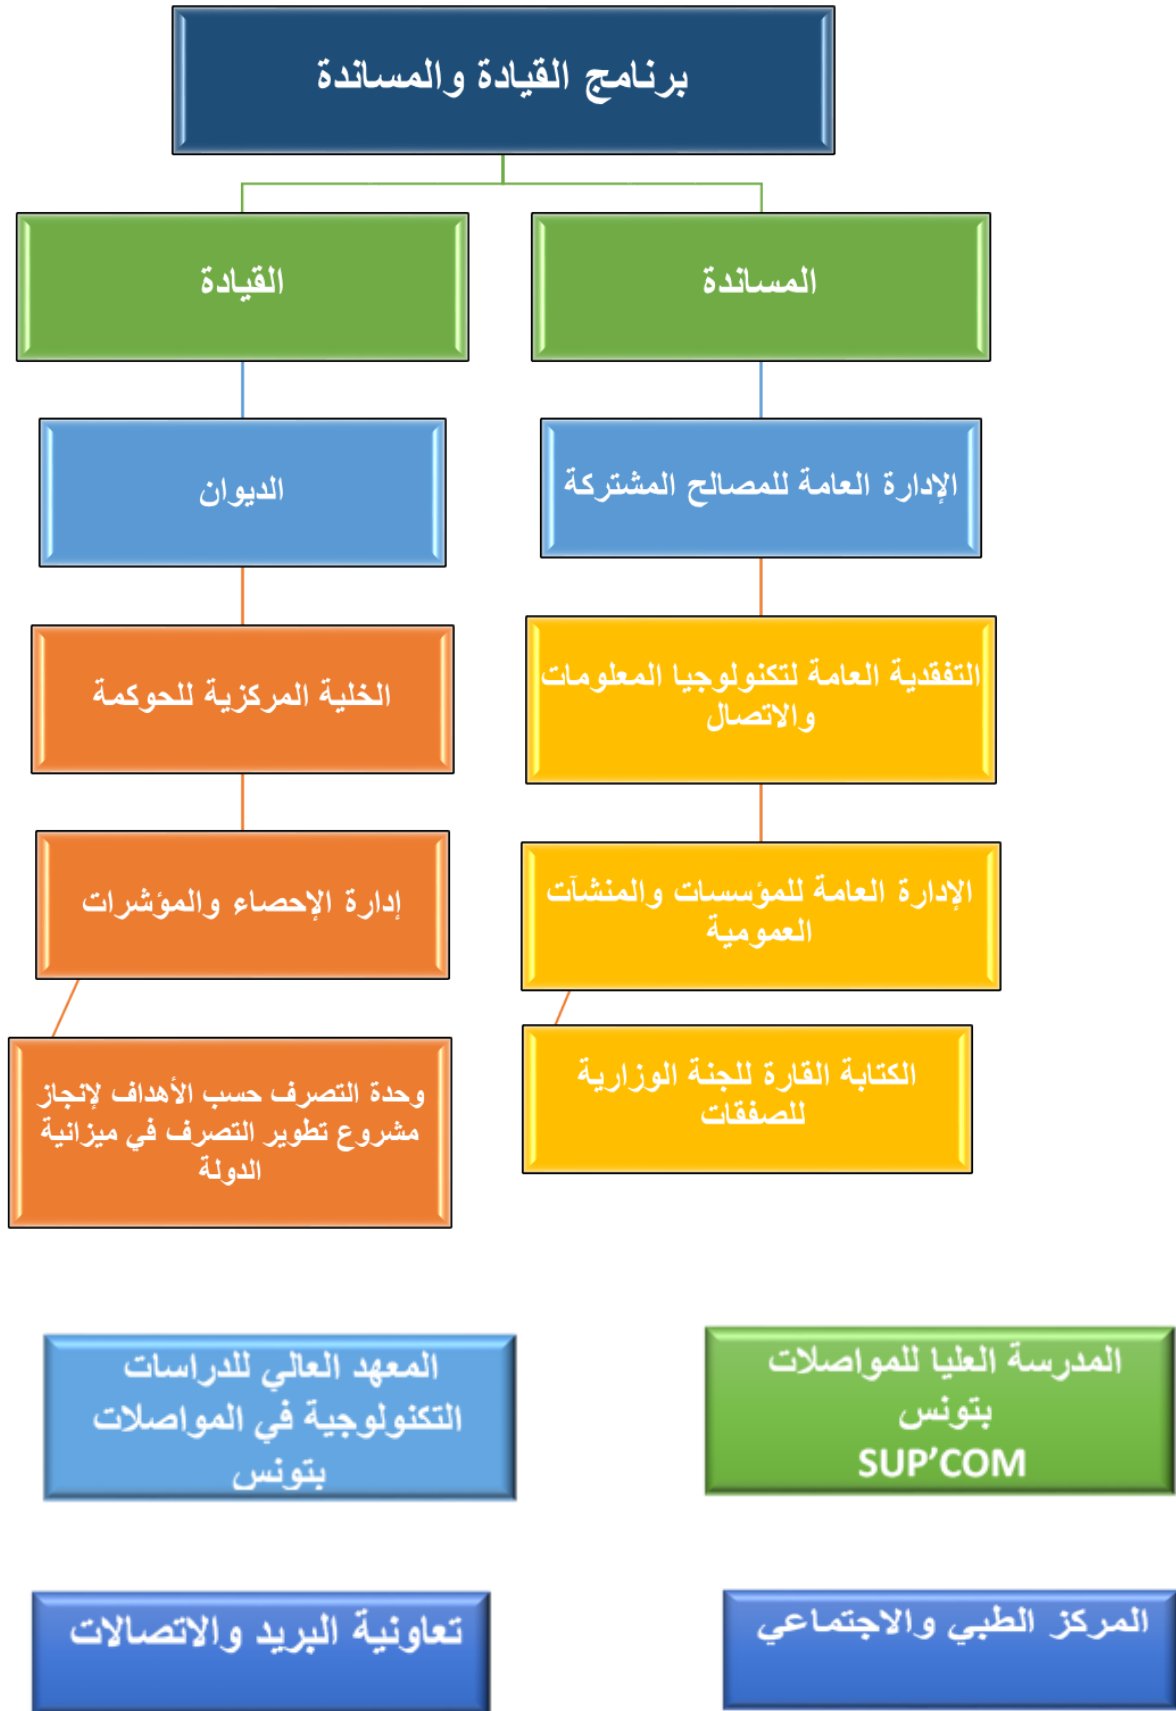 برنامج القيادة والمساندة
المساندة
القيادة
الإدارة العامة للمصالح المشتركة
الديوان
التفقدية العامة لتكنولوجيا المعلومات
والاتصال
الخلية المركزية للحوكمة
الإدارة العامة للمؤسسات والمنشآت
العمومية
إدارة الإحصاء والمؤشرات
الكتابة القارة للجنة الوزارية
للصفقات
وحدة التصرف حسب الأهداف لإنجاز
مشروع تطوير التصرف في ميزانية
الدولة
المدرسة العليا للمواصلات
بتونس
SUP'COM
المعهد العالي للدراسات
التكنولوجية في المواصلات
بتونس
المركز الطبي والاجتماعي
تعاونية البريد والاتصالات